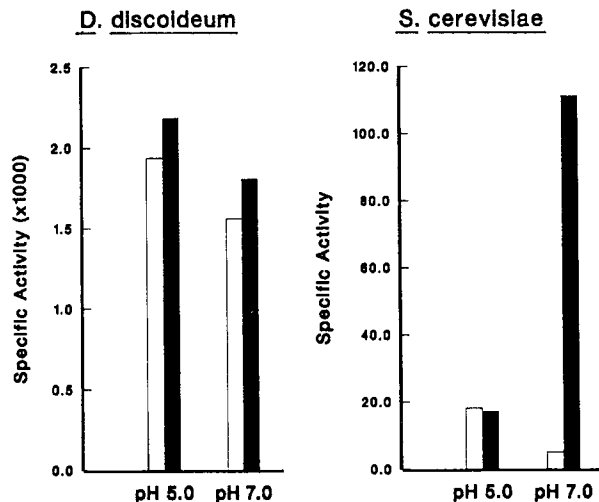 D. discoideum
S. cerevisiae
Specific Activity (x1000)
2.5
2.0
1.5
1.0
0.5
0.0
pH 5.0 pH 7.0
Specific Activity
120.0
100.0
80.0
60.0
40.0
20.0
0.0
pH 5.0 pH 7.0